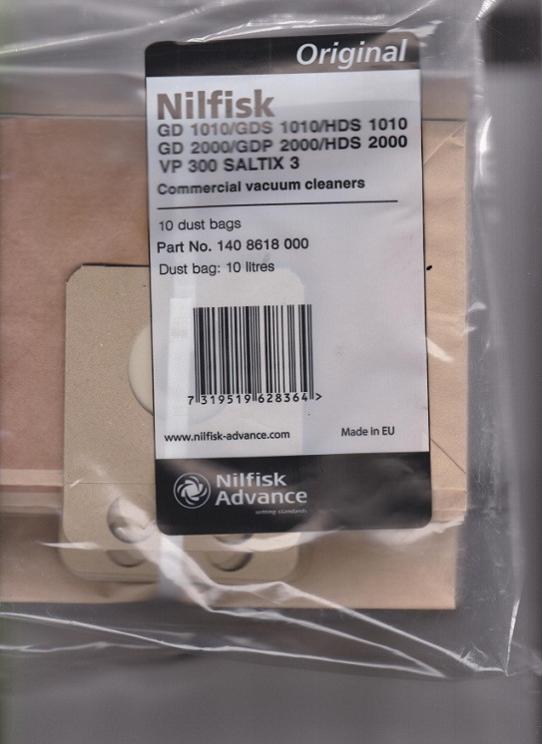 Original
Nilfisk
GD 1010/GDS 1010/HDS 1010
GD 2000/GDP 2000/HDS 2000
VP 300 SALTIX 3
Commercial vacuum cleaners
10 dust bags
Part No. 140 8618 000
Dust bag: 10 litres
7 319519 628364 >
www.nilfisk-advance.com
Made in EU
Nilfisk
Advance
setting standards